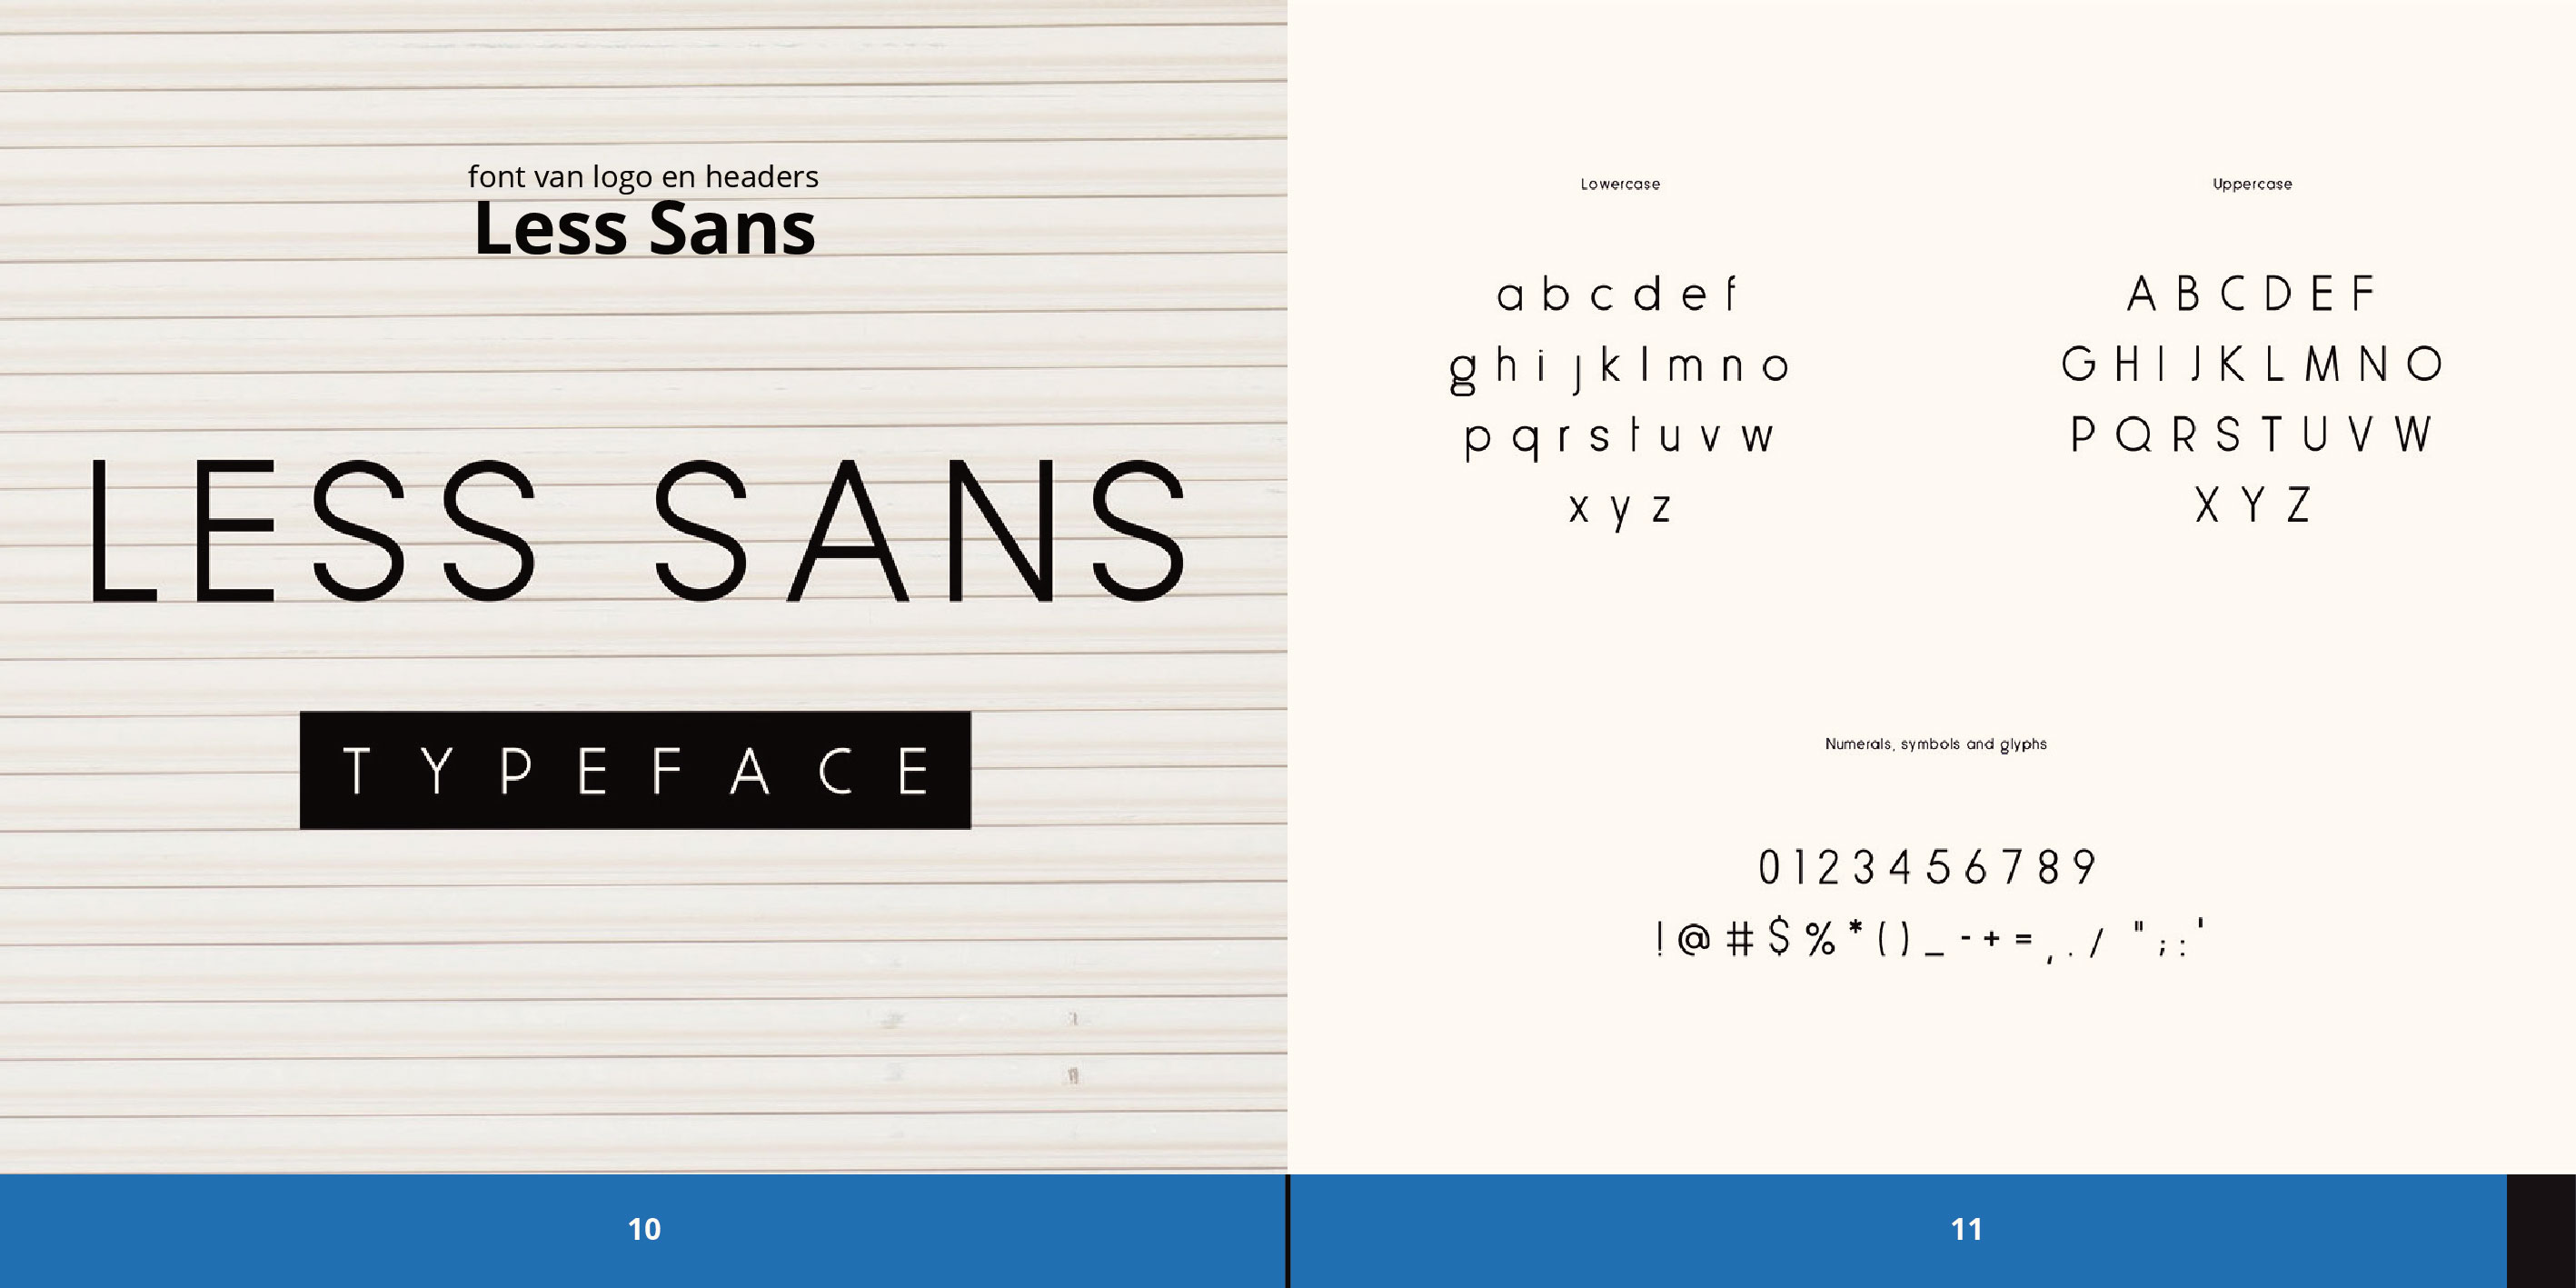 font van logo en headers
Less Sans
LESS SANS
TYPEFACE
10
Lowercase
a b c d e f
g h i j k l m n o
p q r s t u v w
x y z
Uppercase
A B C D E F
G H I J K L M N O
P Q R S T U V W
X Y Z
Numerals, symbols and glyphs
0 1 2 3 4 5 6 7 8 9
! @ # $ % * ( ) _ - + = , . / " ; : '
11